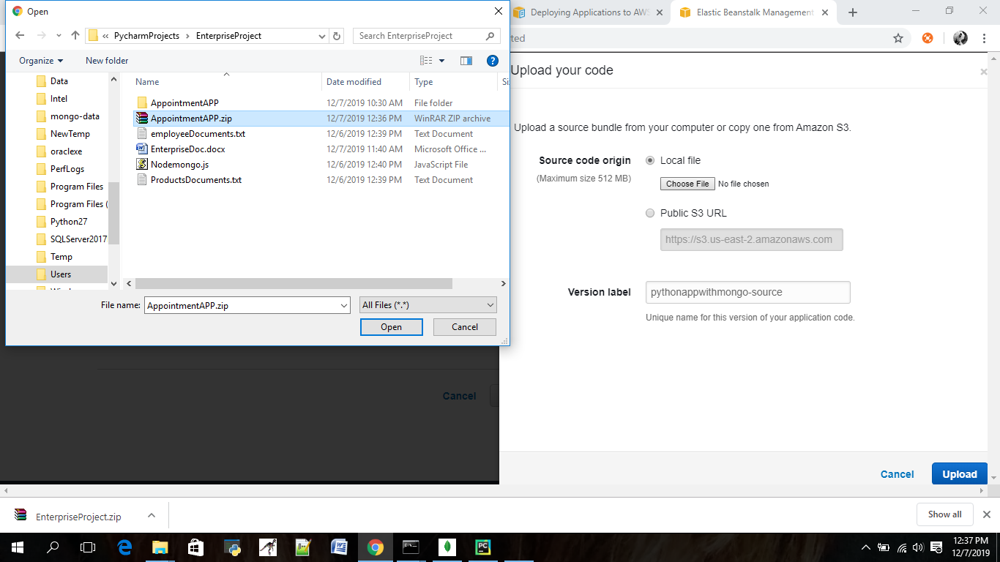 Open
PycharmProjects EnterpriseProject
Search EnterpriseProject
Organize New folder
Data
Intel
mongo-data
NewTemp
oraclexe
PerfLogs
Program Files
Program Files (
Python27
SQLServer2017
Temp
Users
Name Date modified Type Si
AppointmentAPP 12/7/2019 10:30 AM File folder
AppointmentAPP.zip 12/7/2019 12:36 PM WinRAR ZIP archive
employeeDocuments.txt 12/6/2019 12:39 PM Text Document
EnterpriseDoc.docx 12/7/2019 11:40 AM Microsoft Office ...
Nodemongo.js 12/6/2019 12:40 PM JavaScript File
ProductsDocuments.txt 12/6/2019 12:39 PM Text Document
File name: AppointmentAPP.zip All Files (*.*)
Open Cancel
Deploying Applications to AWS
Elastic Beanstalk Management
ted
Upload your code
Upload a source bundle from your computer or copy one from Amazon S3.
Source code origin Local file
(Maximum size 512 MB)
Choose File No file chosen
Public S3 URL
https://s3.us-east-2.amazonaws.com
Version label pythonappwithmongo-source
Unique name for this version of your application code.
Cancel
Cancel Upload
EnterpriseProject.zip
Show all
12:37 PM
12/7/2019